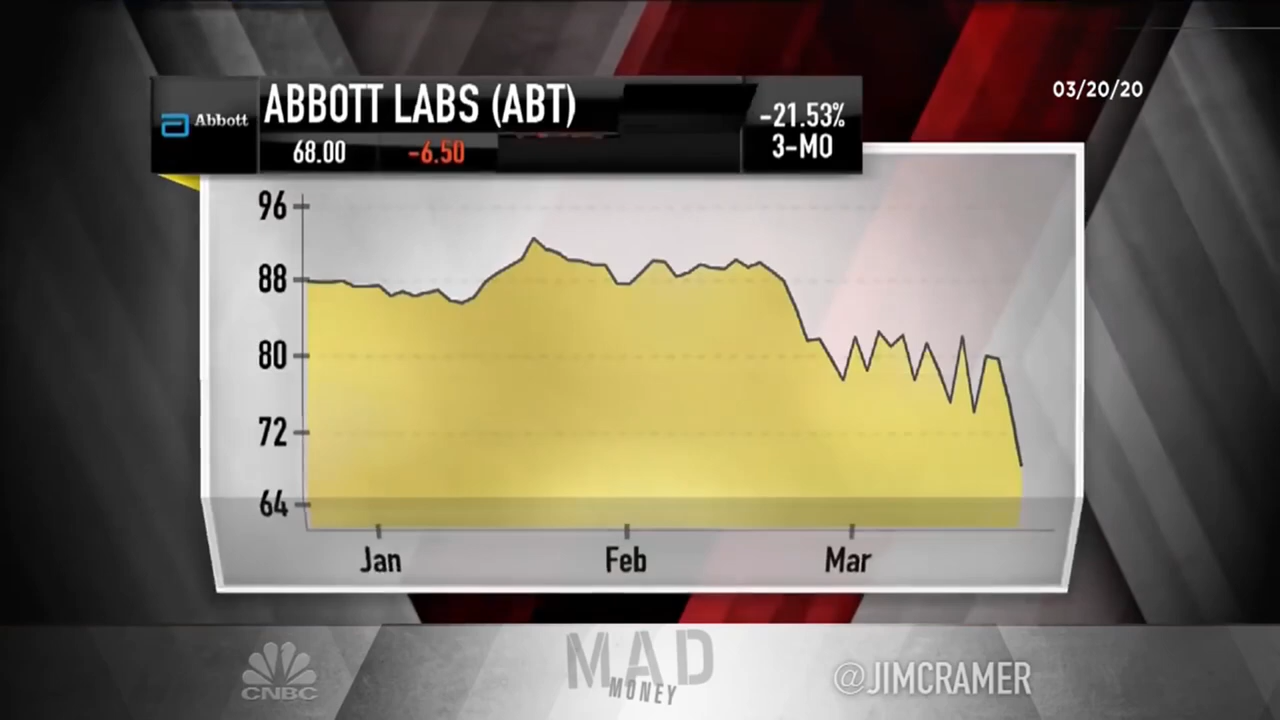 ABBOTT LABS (ABT)
Abbott
68.00 -6.50
-21.53%
3-MO
03/20/20
96
88
80
72
64
Jan Feb Mar
CNBC
MAD
MONEY
@JIMCRAMER